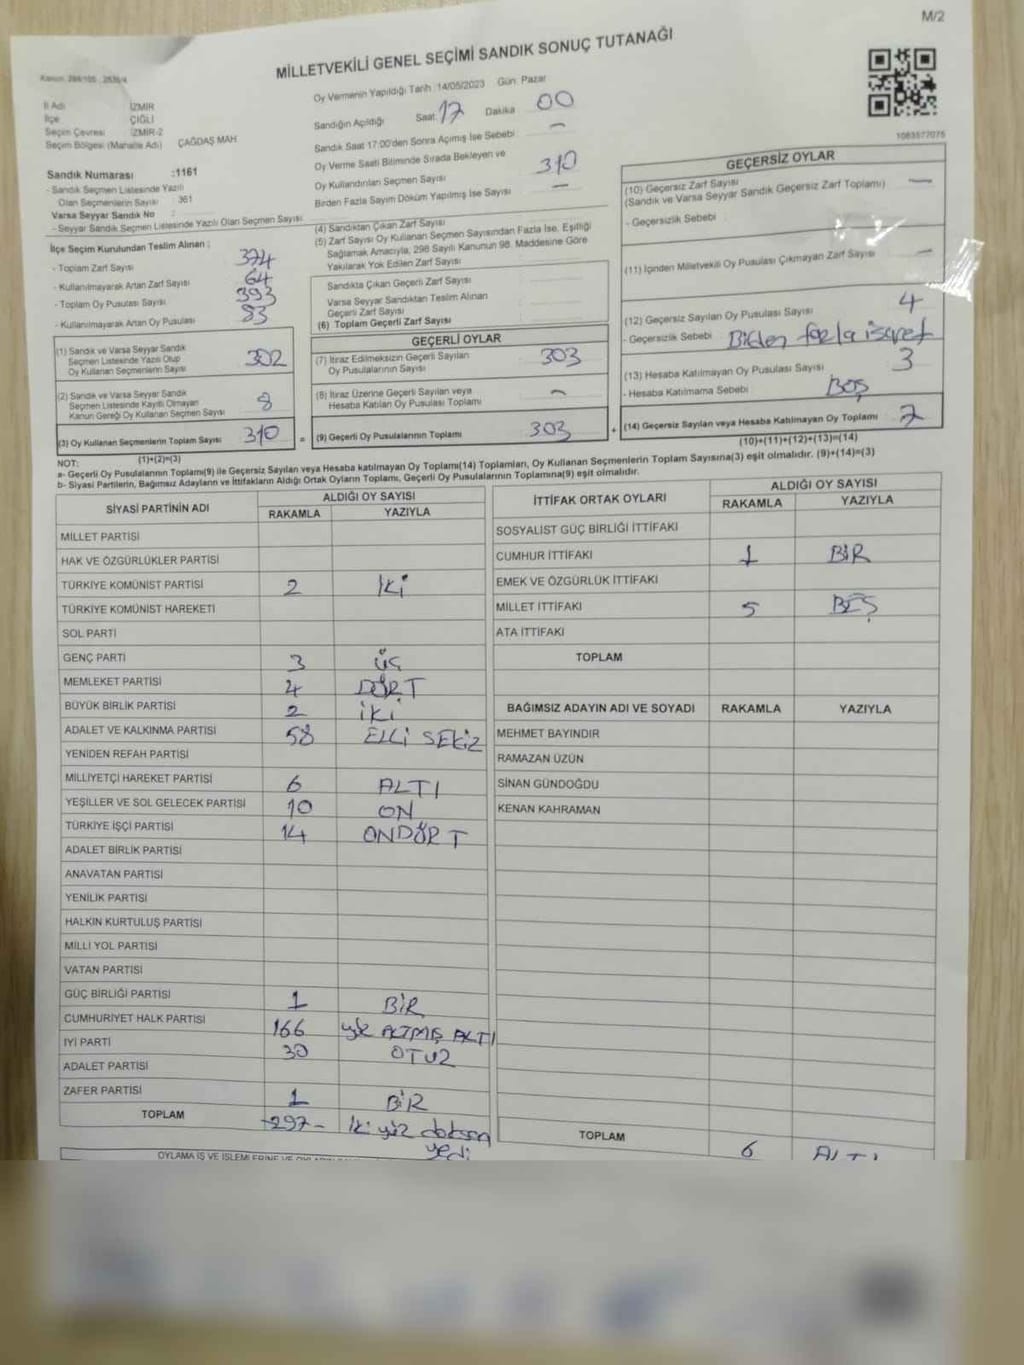 M/2
MİLLETVEKİLİ GENEL SEÇİMİ SANDIK SONUÇ TUTANAĞI
Oy Vermenin Yapıldığı Tarih :14/05/2023 Gün: Pazar
İl Adı İZMİR
İlçe ÇİĞLİ
Seçim Çevresi İZMİR-2
Seçim Bölgesi (Mahalle Adı) ÇAĞDAŞ MAH
Sandık Numarası :1161
- Sandık Seçmen Listesinde Yazılı
Olan Seçmenlerin Sayısı 361
Varsa Seyyar Sandık No :
- Seyyar Sandık Seçmen Listesinde Yazılı Olan Seçmen Sayısı
Sandığın Açıldığı Saat 17 Dakika 00
Sandık Saat 17:00'den Sonra Açılmış İse Sebebi —
Oy Verme Saati Bitiminde Sırada Bekleyen ve
Oy Kullandırılan Seçmen Sayısı 310
Birden Fazla Sayım Döküm Yapılmış İse Sayısı —
1083577075
İlçe Seçim Kurulundan Teslim Alınan :
- Toplam Zarf Sayısı 374
- Kullanılmayarak Artan Zarf Sayısı 64
- Toplam Oy Pusulası Sayısı 393
- Kullanılmayarak Artan Oy Pusulası 83
(1) Sandık ve Varsa Seyyar Sandık
Seçmen Listesinde Yazılı Olup
Oy Kullanan Seçmenlerin Sayısı 302
(2) Sandık ve Varsa Seyyar Sandık
Seçmen Listesinde Kayıtlı Olmayan
Kanun Gereği Oy Kullanan Seçmen Sayısı 8
(3) Oy Kullanan Seçmenlerin Toplam Sayısı 310 =
(1)+(2)=(3)
(4) Sandıktan Çıkan Zarf Sayısı
(5) Zarf Sayısı Oy Kullanan Seçmen Sayısından Fazla İse, Eşitliği
Sağlamak Amacıyla, 298 Sayılı Kanunun 98. Maddesine Göre
Yakılarak Yok Edilen Zarf Sayısı
Sandıkta Çıkan Geçerli Zarf Sayısı
Varsa Seyyar Sandıktan Teslim Alınan
Geçerli Zarf Sayısı
(6) Toplam Geçerli Zarf Sayısı
GEÇERLİ OYLAR
(7) İtiraz Edilmeksizin Geçerli Sayılan
Oy Pusulalarının Sayısı 303
(8) İtiraz Üzerine Geçerli Sayılan veya
Hesaba Katılan Oy Pusulası Toplamı —
(9) Geçerli Oy Pusulalarının Toplamı 303 +
GEÇERSİZ OYLAR
(10) Geçersiz Zarf Sayısı —
(Sandık ve Varsa Seyyar Sandık Geçersiz Zarf Toplamı)
- Geçersizlik Sebebi
(11) İçinden Milletvekili Oy Pusulası Çıkmayan Zarf Sayısı —
(12) Geçersiz Sayılan Oy Pusulası Sayısı 4
- Geçersizlik Sebebi Birden fazla işaret
(13) Hesaba Katılmayan Oy Pusulası Sayısı 3
- Hesaba Katılmama Sebebi Boş
(14) Geçersiz Sayılan veya Hesaba Katılmayan Oy Toplamı 7
(10)+(11)+(12)+(13)=(14)
NOT:
a- Geçerli Oy Pusulalarının Toplamı(9) ile Geçersiz Sayılan veya Hesaba katılmayan Oy Toplamı(14) Toplamları, Oy Kullanan Seçmenlerin Toplam Sayısına(3) eşit olmalıdır. (9)+(14)=(3)
b- Siyasi Partilerin, Bağımsız Adayların ve İttifakların Aldığı Ortak Oyların Toplamı, Geçerli Oy Pusulalarının Toplamına(9) eşit olmalıdır.
SİYASİ PARTİNİN ADI ALDIĞI OY SAYISI
RAKAMLA YAZIYLA
MİLLET PARTİSİ
HAK VE ÖZGÜRLÜKLER PARTİSİ
TÜRKİYE KOMÜNİST PARTİSİ 2 İKİ
TÜRKİYE KOMÜNİST HAREKETİ
SOL PARTİ
GENÇ PARTİ 3 ÜÇ
MEMLEKET PARTİSİ 4 DÖRT
BÜYÜK BİRLİK PARTİSİ 2 İKİ
ADALET VE KALKINMA PARTİSİ 58 ELLİ SEKİZ
YENİDEN REFAH PARTİSİ
MİLLİYETÇİ HAREKET PARTİSİ 6 ALTI
YEŞİLLER VE SOL GELECEK PARTİSİ 10 ON
TÜRKİYE İŞÇİ PARTİSİ 14 ONDÖRT
ADALET BİRLİK PARTİSİ
ANAVATAN PARTİSİ
YENİLİK PARTİSİ
HALKIN KURTULUŞ PARTİSİ
MİLLİ YOL PARTİSİ
VATAN PARTİSİ
GÜÇ BİRLİĞİ PARTİSİ 1 BİR
CUMHURİYET HALK PARTİSİ 166 yüz ALTMIŞ ALTI
İYİ PARTİ 30 OTUZ
ADALET PARTİSİ
ZAFER PARTİSİ 1 BİR
TOPLAM -297- İki yüz doksan yedi
İTTİFAK ORTAK OYLARI ALDIĞI OY SAYISI
RAKAMLA YAZIYLA
SOSYALİST GÜÇ BİRLİĞİ İTTİFAKI
CUMHUR İTTİFAKI 1 BİR
EMEK VE ÖZGÜRLÜK İTTİFAKI
MİLLET İTTİFAKI 5 BEŞ
ATA İTTİFAKI
TOPLAM
BAĞIMSIZ ADAYIN ADI VE SOYADI RAKAMLA YAZIYLA
MEHMET BAYINDIR
RAMAZAN ÜZÜN
SİNAN GÜNDOĞDU
KENAN KAHRAMAN
TOPLAM 6 ALTI